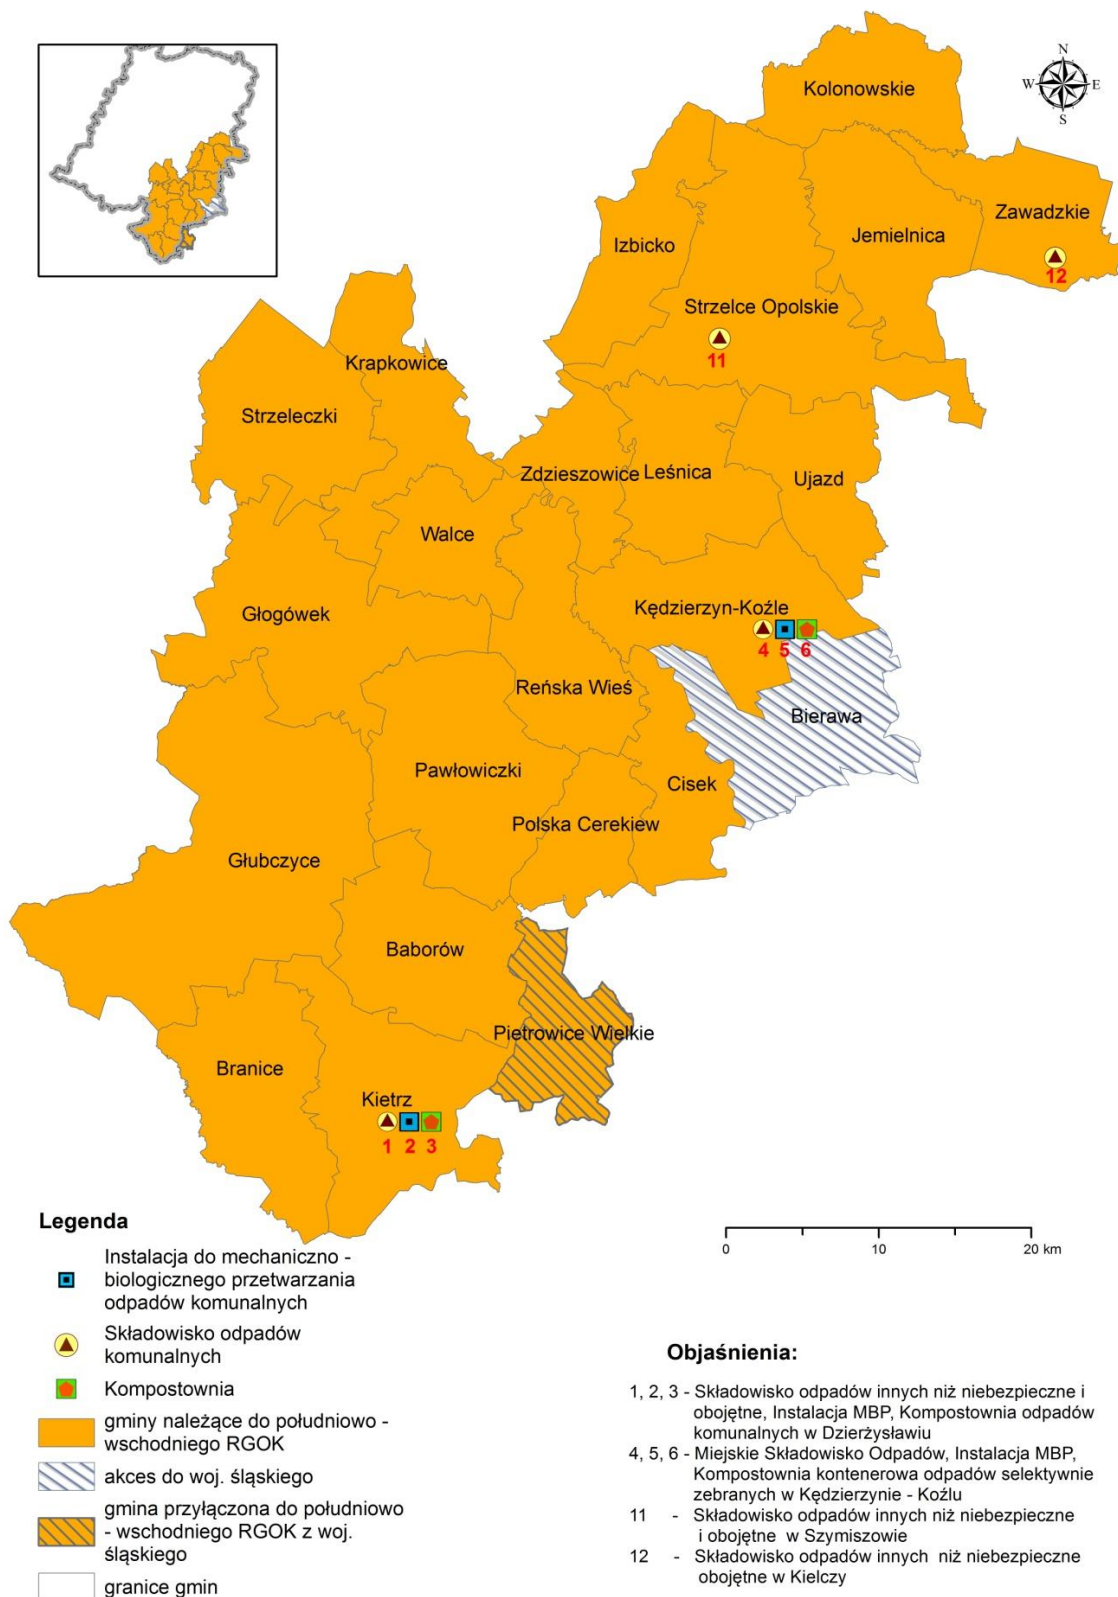 N
W E
S
Kolonowskie
Zawadzkie
Izbicko
Jemielnica
12
Strzelce Opolskie
11
Krapkowice
Strzeleczki
Zdzieszowice
Leśnica
Ujazd
Walce
Głogówek
Kędzierzyn-Koźle
4 5 6
Reńska Wieś
Bierawa
Pawłowiczki
Cisek
Polska Cerekiew
Głubczyce
Baborów
Pietrowice Wielkie
Branice
Kietrz
1 2 3
0 10 20 km
Legenda
Instalacja do mechaniczno -
biologicznego przetwarzania
odpadów komunalnych
Składowisko odpadów
komunalnych
Kompostownia
gminy należące do południowo -
wschodniego RGOK
akces do woj. śląskiego
gmina przyłączona do południowo
- wschodniego RGOK z woj.
śląskiego
granice gmin
Objaśnienia:
1, 2, 3 - Składowisko odpadów innych niż niebezpieczne i
obojętne, Instalacja MBP, Kompostownia odpadów
komunalnych w Dzierżysławiu
4, 5, 6 - Miejskie Składowisko Odpadów, Instalacja MBP,
Kompostownia kontenerowa odpadów selektywnie
zebranych w Kędzierzynie - Koźlu
11 - Składowisko odpadów innych niż niebezpieczne
i obojętne w Szymiszowie
12 - Składowisko odpadów innych niż niebezpieczne
obojętne w Kielczy